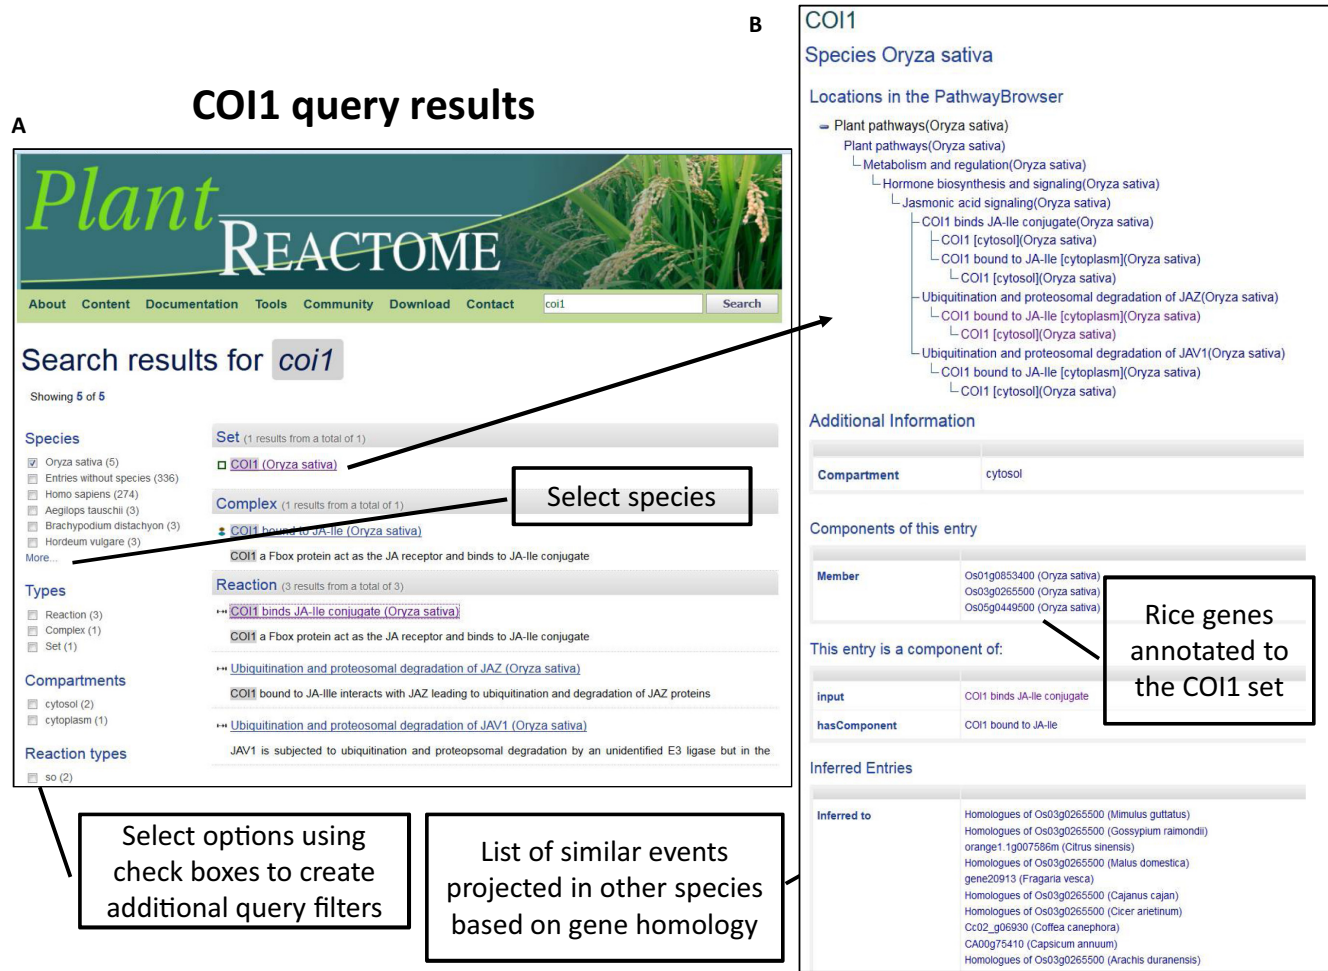 COI1 query results
A
Plant
REACTOME
About Content Documentation Tools Community Download Contact coi1 Search
Search results for coi1
Showing 5 of 5
Species
Oryza sativa (5)
Entries without species (336)
Homo sapiens (274)
Aegilops tauschii (3)
Brachypodium distachyon (3)
Hordeum vulgare (3)
More...
Types
Reaction (3)
Complex (1)
Set (1)
Compartments
cytosol (2)
cytoplasm (1)
Reaction types
so (2)
Set (1 results from a total of 1)
COI1 (Oryza sativa)
Complex (1 results from a total of 1)
COI1 bound to JA-Ile (Oryza sativa)
COI1 a Fbox protein act as the JA receptor and binds to JA-Ile conjugate
Reaction (3 results from a total of 3)
COI1 binds JA-Ile conjugate (Oryza sativa)
COI1 a Fbox protein act as the JA receptor and binds to JA-Ile conjugate
Ubiquitination and proteosomal degradation of JAZ (Oryza sativa)
COI1 bound to JA-Ille interacts with JAZ leading to ubiquitination and degradation of JAZ proteins
Ubiquitination and proteosomal degradation of JAV1 (Oryza sativa)
JAV1 is subjected to ubiquitination and proteopsomal degradation by an unidentified E3 ligase but in the
Select species
Select options using
check boxes to create
additional query filters
List of similar events
projected in other species
based on gene homology
B
COI1
Species Oryza sativa
Locations in the PathwayBrowser
Plant pathways(Oryza sativa)
Plant pathways(Oryza sativa)
Metabolism and regulation(Oryza sativa)
Hormone biosynthesis and signaling(Oryza sativa)
Jasmonic acid signaling(Oryza sativa)
COI1 binds JA-Ile conjugate(Oryza sativa)
COI1 [cytosol](Oryza sativa)
COI1 bound to JA-Ile [cytoplasm](Oryza sativa)
COI1 [cytosol](Oryza sativa)
Ubiquitination and proteosomal degradation of JAZ(Oryza sativa)
COI1 bound to JA-Ile [cytoplasm](Oryza sativa)
COI1 [cytosol](Oryza sativa)
Ubiquitination and proteosomal degradation of JAV1(Oryza sativa)
COI1 bound to JA-Ile [cytoplasm](Oryza sativa)
COI1 [cytosol](Oryza sativa)
Additional Information
Compartment cytosol
Components of this entry
Member Os01g0853400 (Oryza sativa)
Os03g0265500 (Oryza sativa)
Os05g0449500 (Oryza sativa)
Rice genes
annotated to
the COI1 set
This entry is a component of:
input COI1 binds JA-Ile conjugate
hasComponent COI1 bound to JA-Ile
Inferred Entries
Inferred to Homologues of Os03g0265500 (Mimulus guttatus)
Homologues of Os03g0265500 (Gossypium raimondii)
orange1.1g007586m (Citrus sinensis)
Homologues of Os03g0265500 (Malus domestica)
gene20913 (Fragaria vesca)
Homologues of Os03g0265500 (Cajanus cajan)
Homologues of Os03g0265500 (Cicer arietinum)
Cc02_g06930 (Coffea canephora)
CA00g75410 (Capsicum annuum)
Homologues of Os03g0265500 (Arachis duranensis)